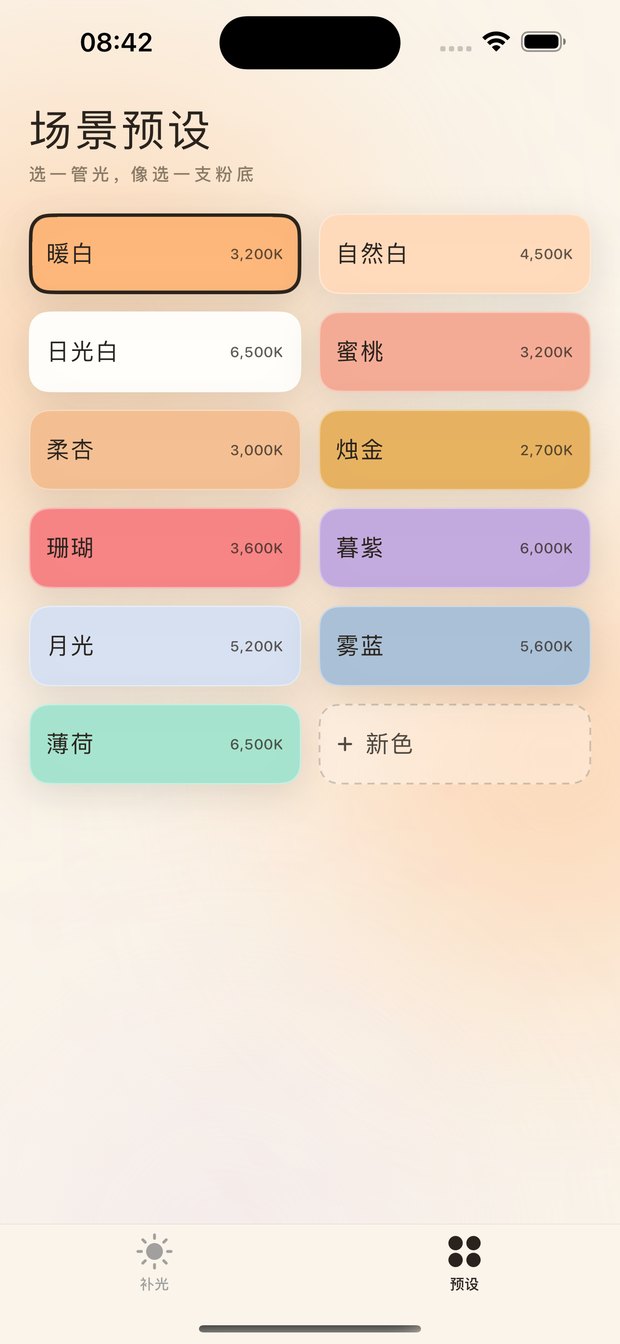 08:42
场景预设
选一管光，像选一支粉底
暖白 3,200K
自然白 4,500K
日光白 6,500K
蜜桃 3,200K
柔杏 3,000K
烛金 2,700K
珊瑚 3,600K
暮紫 6,000K
月光 5,200K
雾蓝 5,600K
薄荷 6,500K
+ 新色
补光
预设